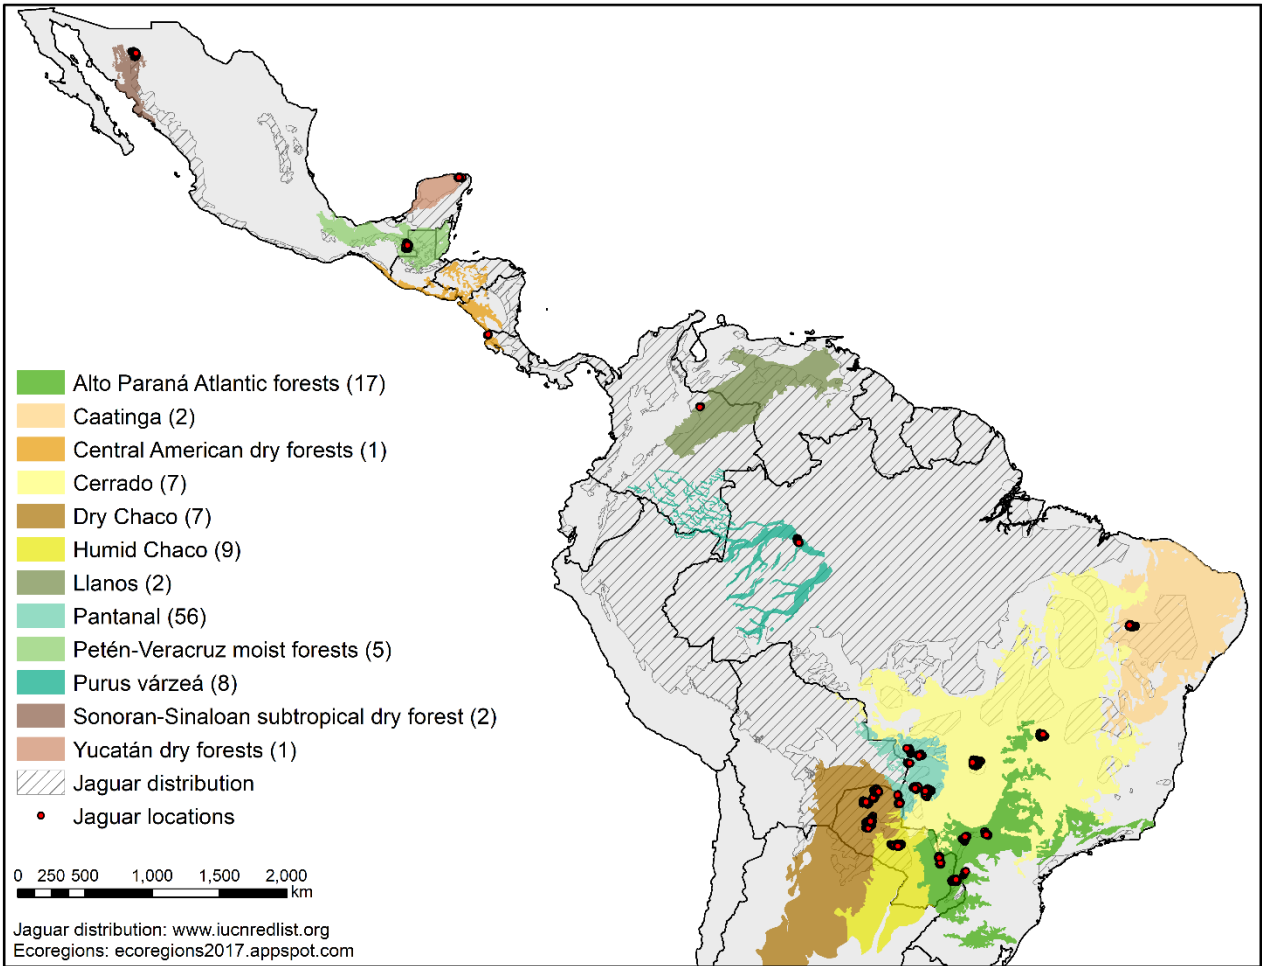 Alto Paraná Atlantic forests (17)
Caatinga (2)
Central American dry forests (1)
Cerrado (7)
Dry Chaco (7)
Humid Chaco (9)
Llanos (2)
Pantanal (56)
Petén-Veracruz moist forests (5)
Purus várzeá (8)
Sonoran-Sinaloan subtropical dry forest (2)
Yucatán dry forests (1)
Jaguar distribution
Jaguar locations
0 250 500 1,000 1,500 2,000
km
Jaguar distribution: www.iucnredlist.org
Ecoregions: ecoregions2017.appspot.com